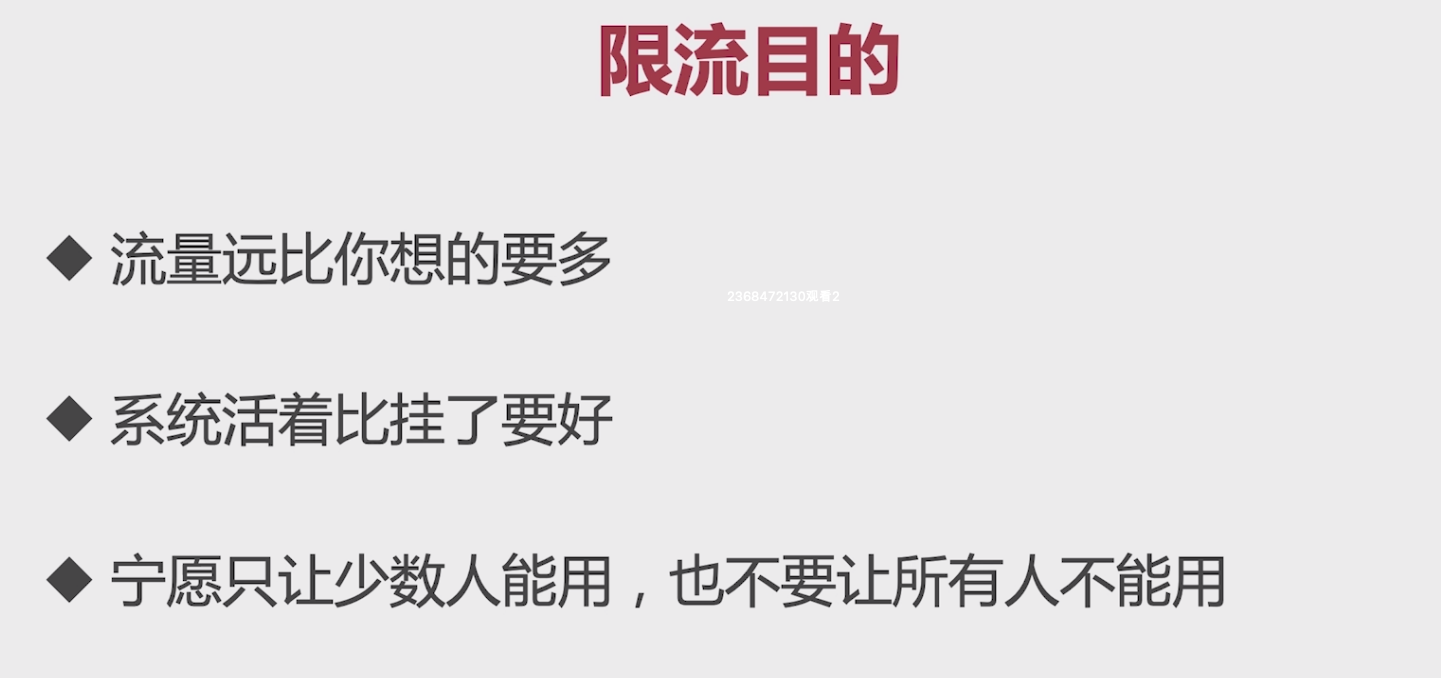 限流目的
◆ 流量远比你想的要多
2368472130观看2
◆ 系统活着比挂了要好
◆ 宁愿只让少数人能用，也不要让所有人不能用